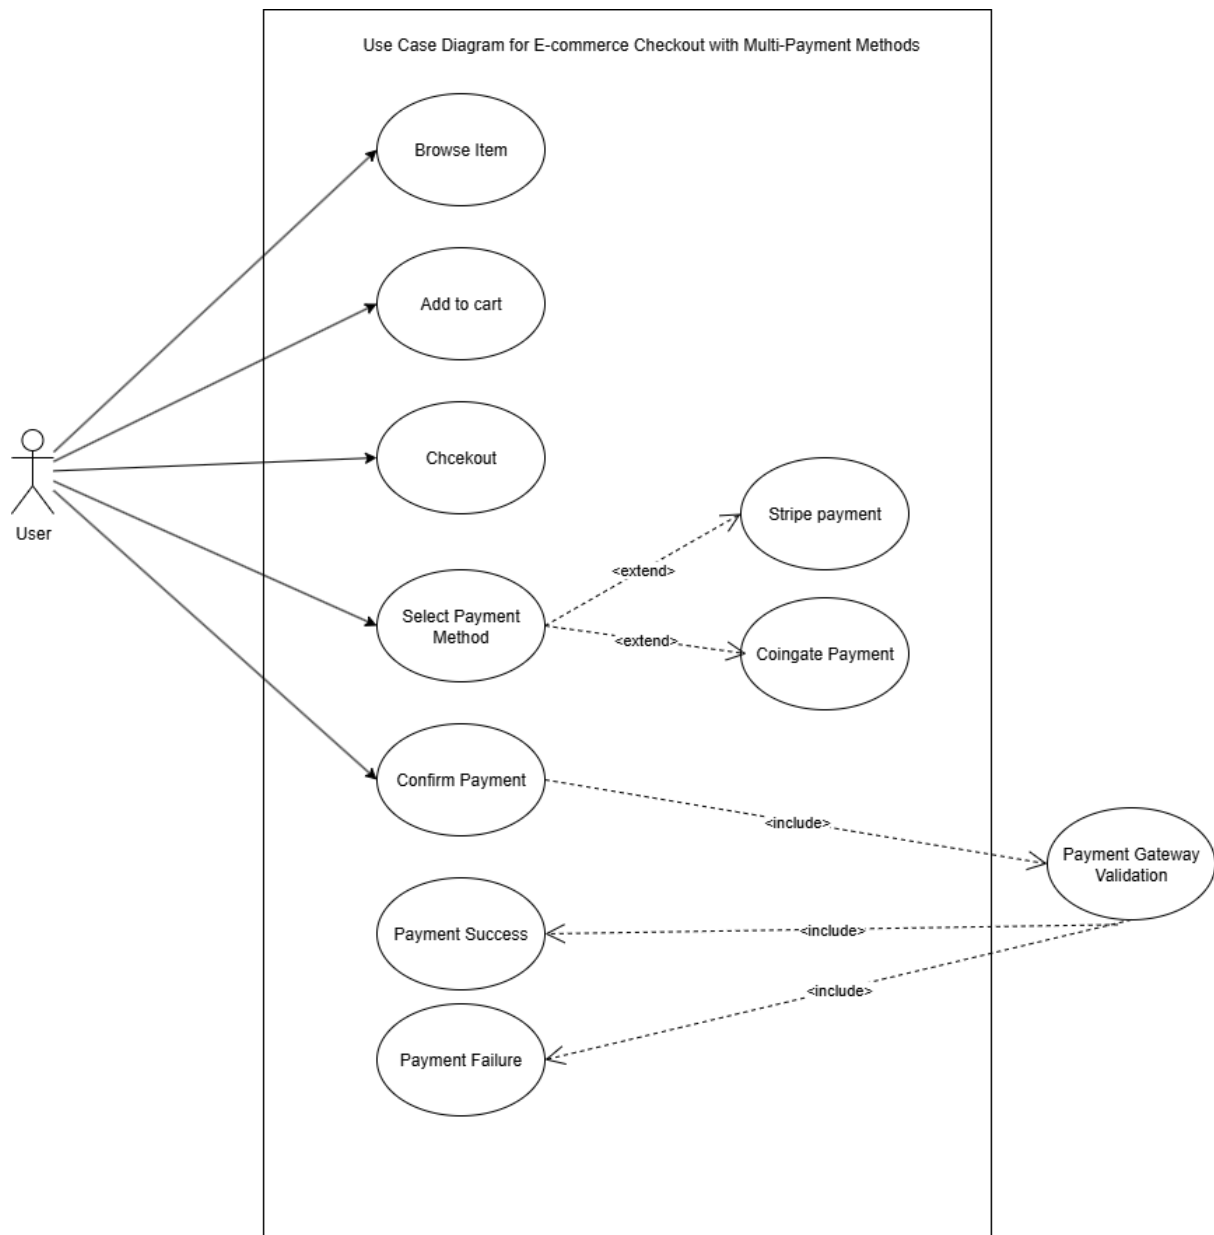 Use Case Diagram for E-commerce Checkout with Multi-Payment Methods
Browse Item
Add to cart
Chcekout
User
Stripe payment
<extend>
Select Payment
Method
<extend>
Coingate Payment
Confirm Payment
<include>
Payment Gateway
Validation
Payment Success
<include>
<include>
Payment Failure